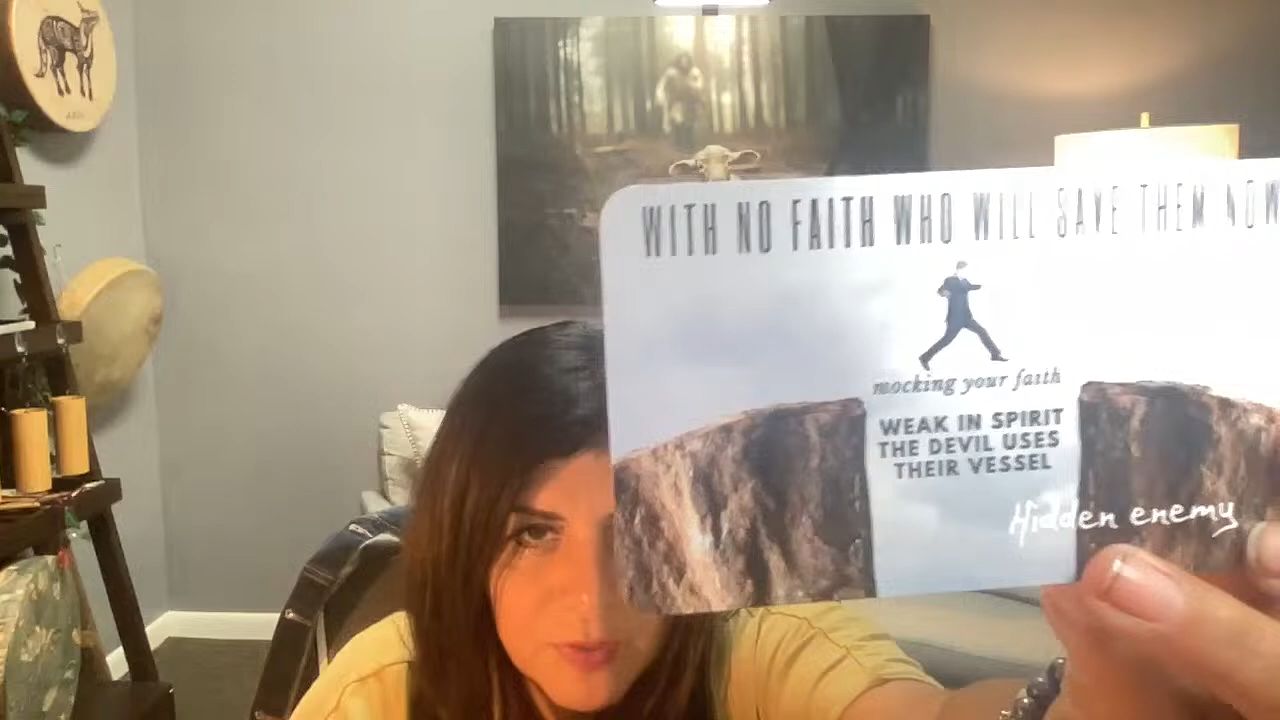 WITH NO FAITH WHO WILL SAVE THEM NOW
mocking your faith
WEAK IN SPIRIT
THE DEVIL USES
THEIR VESSEL
Hidden enemy